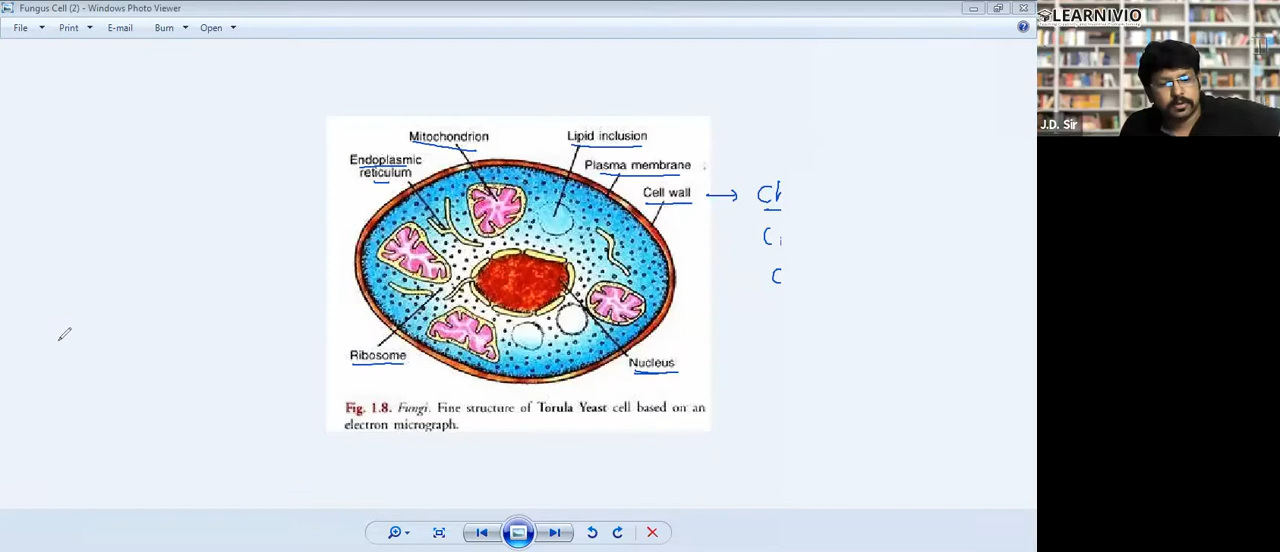 Fungus Cell (2) - Windows Photo Viewer
File Print E-mail Burn Open
LEARNIVIO
J.D. Sir
Mitochondrion
Lipid inclusion
Endoplasmic
reticulum
Plasma membrane
Cell wall →
Ribosome
Nucleus
Fig. 1.8. Fungi. Fine structure of Torula Yeast cell based on an
electron micrograph.